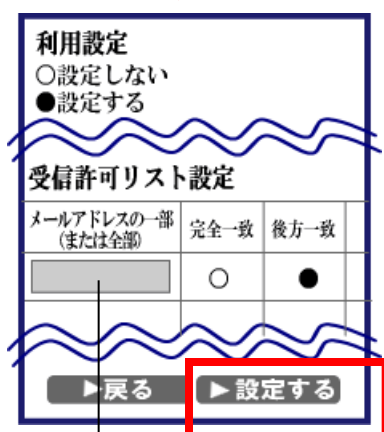 利用設定
○設定しない
●設定する
受信許可リスト設定
メールアドレスの一部
(または全部)
完全一致
後方一致
○
●
▶戻る
▶設定する